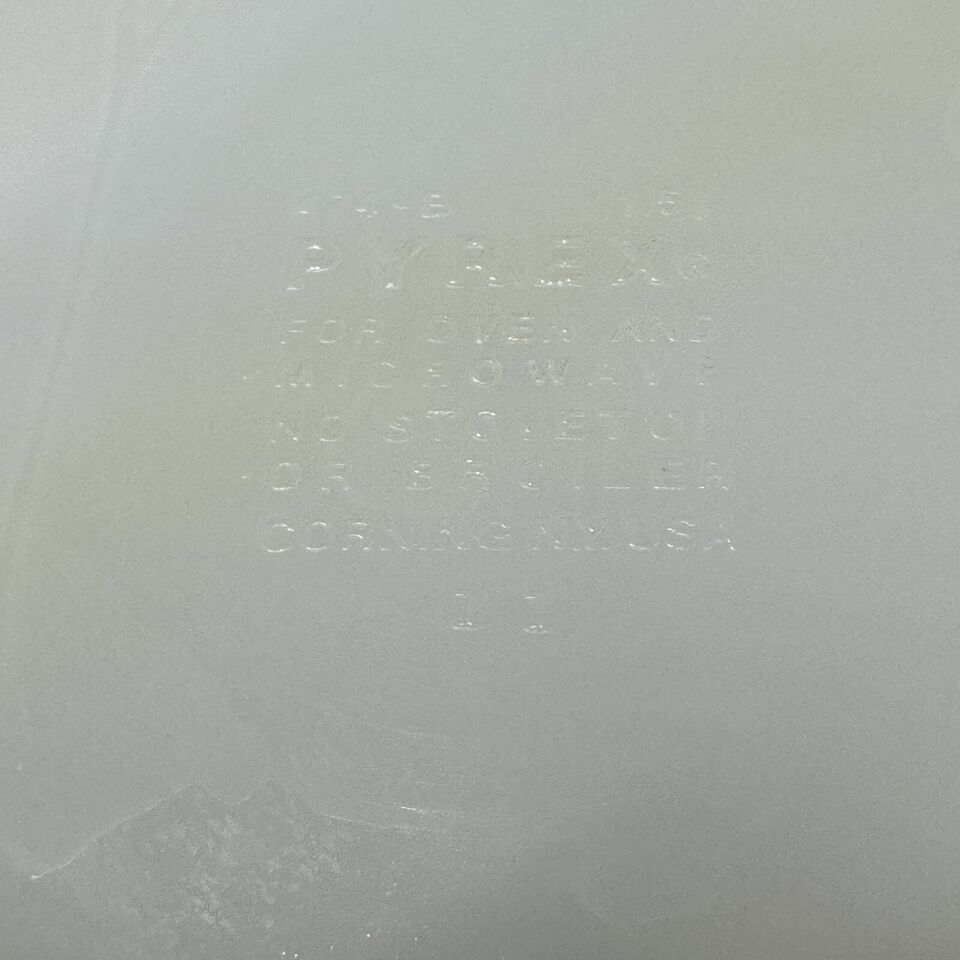 PYREX®
FOR OVEN AND
MICROWAVE
NO STOVETOP
OR BROILER
CORNING NY. USA